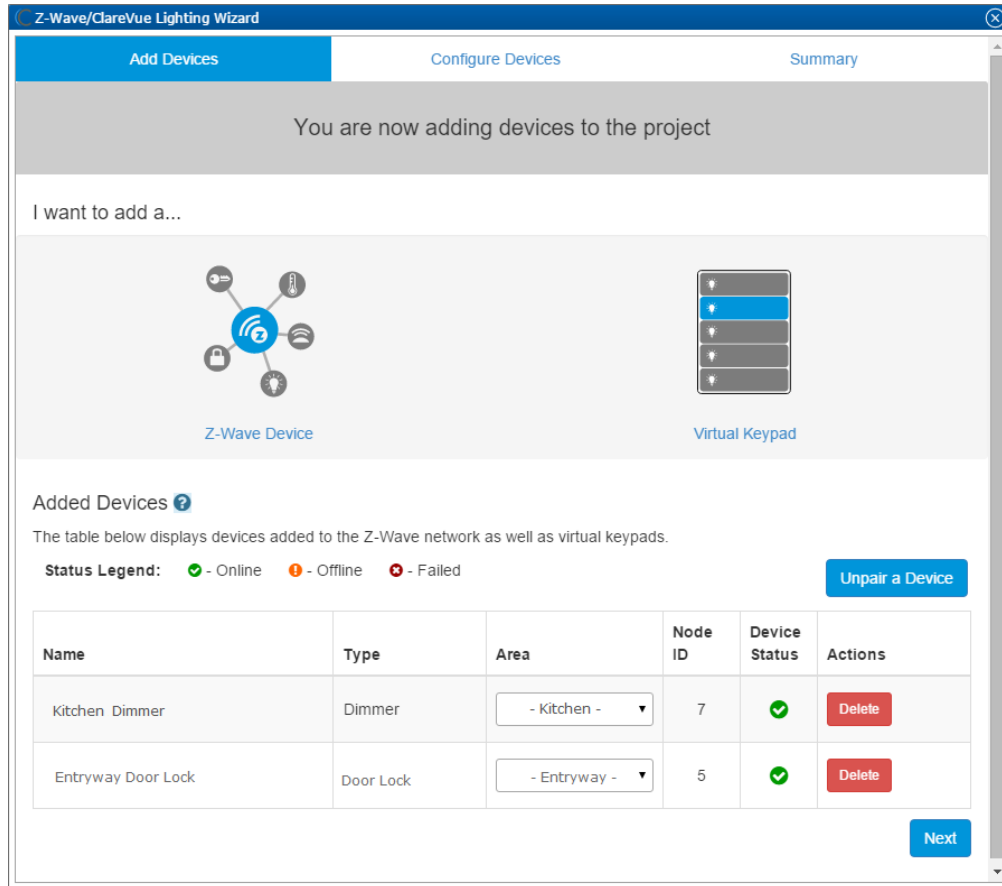 Z-Wave/ClareVue Lighting Wizard
Add Devices Configure Devices Summary
You are now adding devices to the project
I want to add a...
Z-Wave Device Virtual Keypad
Added Devices ?
The table below displays devices added to the Z-Wave network as well as virtual keypads.
Status Legend: - Online - Offline - Failed
Unpair a Device
Name Type Area Node ID Device Status Actions
Kitchen Dimmer Dimmer - Kitchen - 7 Delete
Entryway Door Lock Door Lock - Entryway - 5 Delete
Next